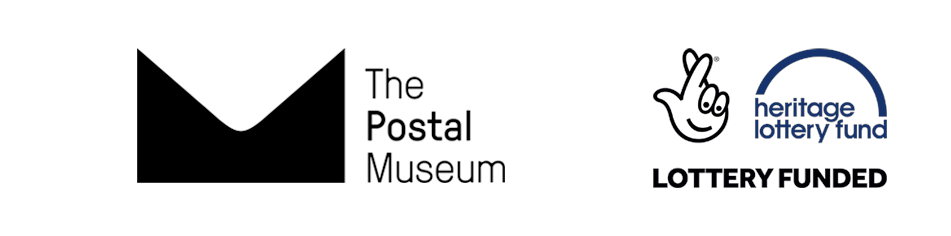 The
Postal
Museum
heritage
lottery fund
LOTTERY FUNDED